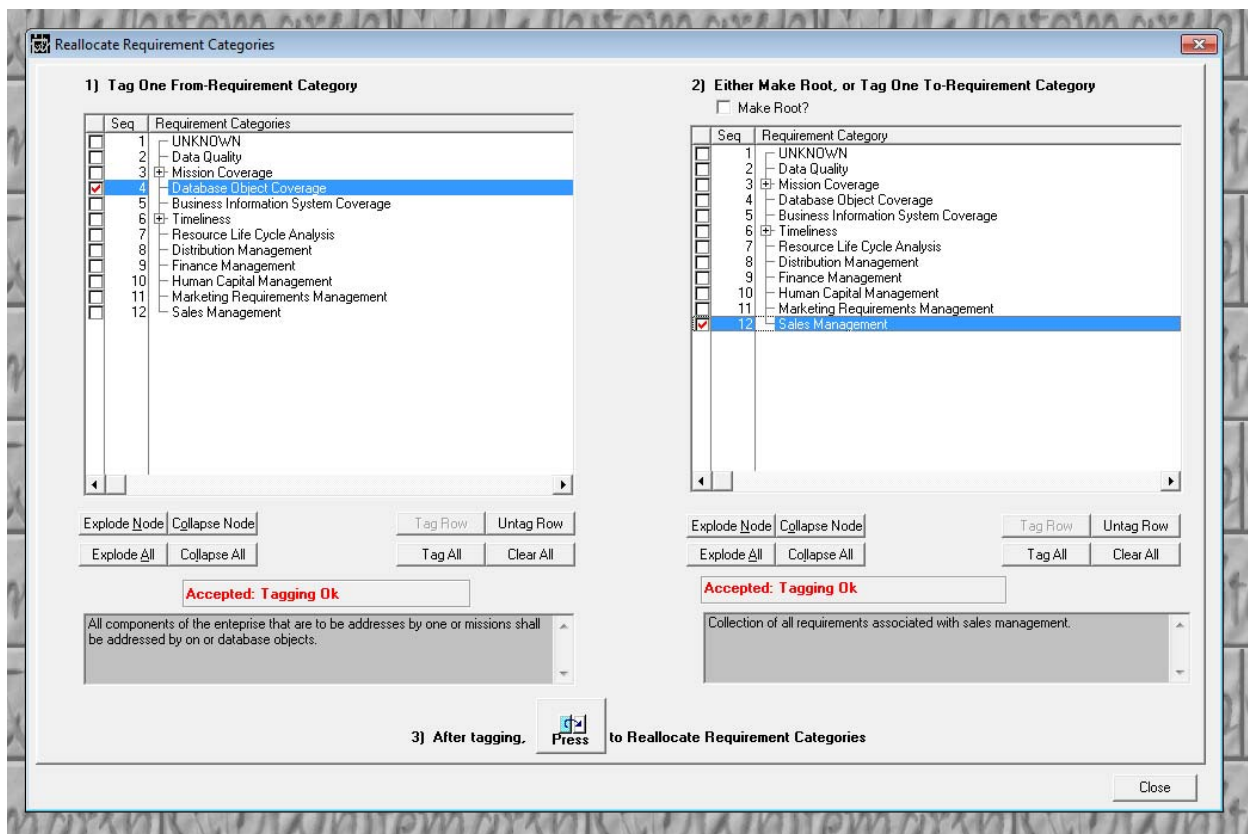 Reallocate Requirement Categories
1) Tag One From-Requirement Category
Seq Requirement Categories
1 UNKNOWN
2 Data Quality
3 Mission Coverage
4 Database Object Coverage
5 Business Information System Coverage
6 Timeliness
7 Resource Life Cycle Analysis
8 Distribution Management
9 Finance Management
10 Human Capital Management
11 Marketing Requirements Management
12 Sales Management
Explode Node Collapse Node Tag Row Untag Row
Explode All Collapse All Tag All Clear All
Accepted: Tagging Ok
All components of the enteprise that are to be addresses by one or missions shall
be addressed by on or database objects.
2) Either Make Root, or Tag One To-Requirement Category
Make Root?
Seq Requirement Category
1 UNKNOWN
2 Data Quality
3 Mission Coverage
4 Database Object Coverage
5 Business Information System Coverage
6 Timeliness
7 Resource Life Cycle Analysis
8 Distribution Management
9 Finance Management
10 Human Capital Management
11 Marketing Requirements Management
12 Sales Management
Explode Node Collapse Node Tag Row Untag Row
Explode All Collapse All Tag All Clear All
Accepted: Tagging Ok
Collection of all requirements associated with sales management.
3) After tagging, Press to Reallocate Requirement Categories
Close